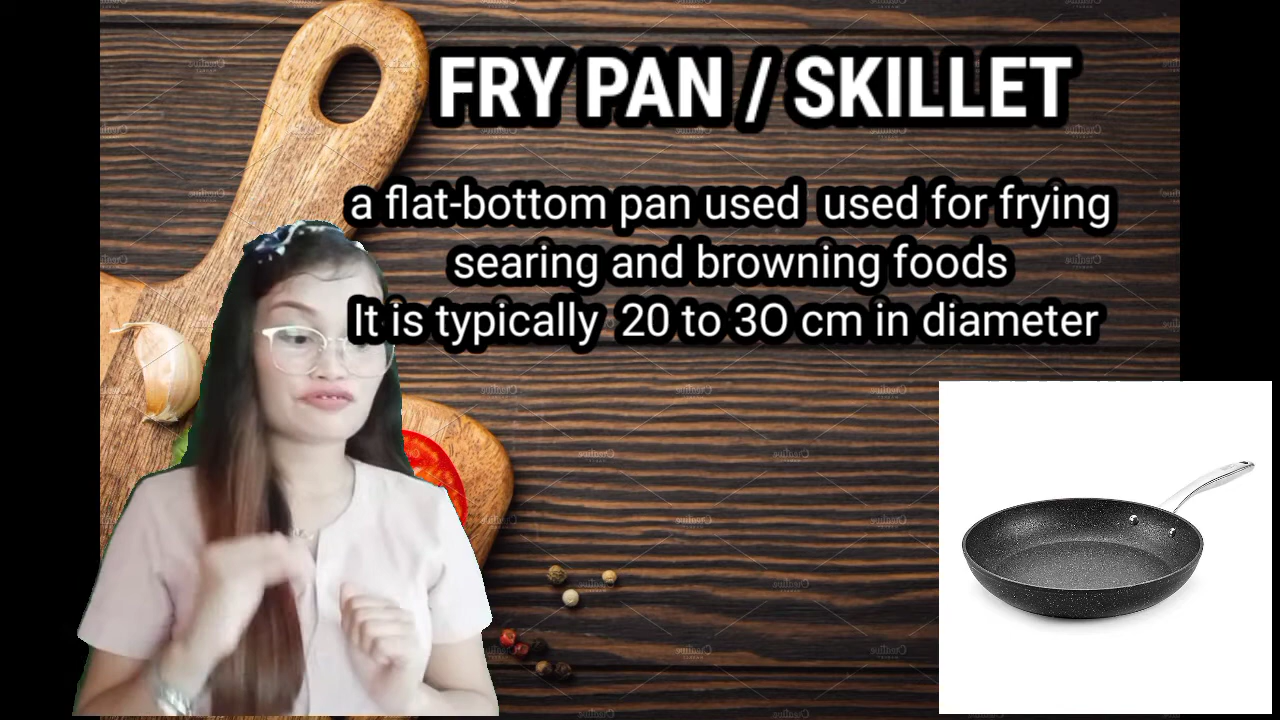 FRY PAN / SKILLET
a flat-bottom pan used used for frying
searing and browning foods
It is typically 20 to 3O cm in diameter